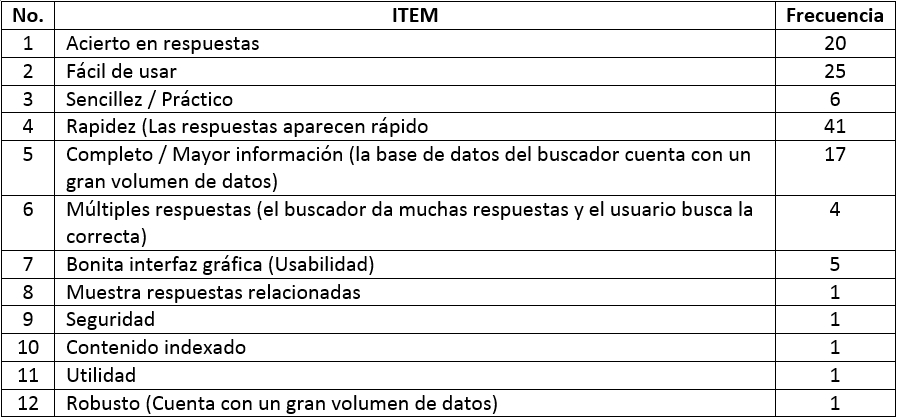 No. ITEM Frecuencia
1 Acierto en respuestas 20
2 Fácil de usar 25
3 Sencillez / Práctico 6
4 Rapidez (Las respuestas aparecen rápido 41
5 Completo / Mayor información (la base de datos del buscador cuenta con un 17
gran volumen de datos)
6 Múltiples respuestas (el buscador da muchas respuestas y el usuario busca la 4
correcta)
7 Bonita interfaz gráfica (Usabilidad) 5
8 Muestra respuestas relacionadas 1
9 Seguridad 1
10 Contenido indexado 1
11 Utilidad 1
12 Robusto (Cuenta con un gran volumen de datos) 1